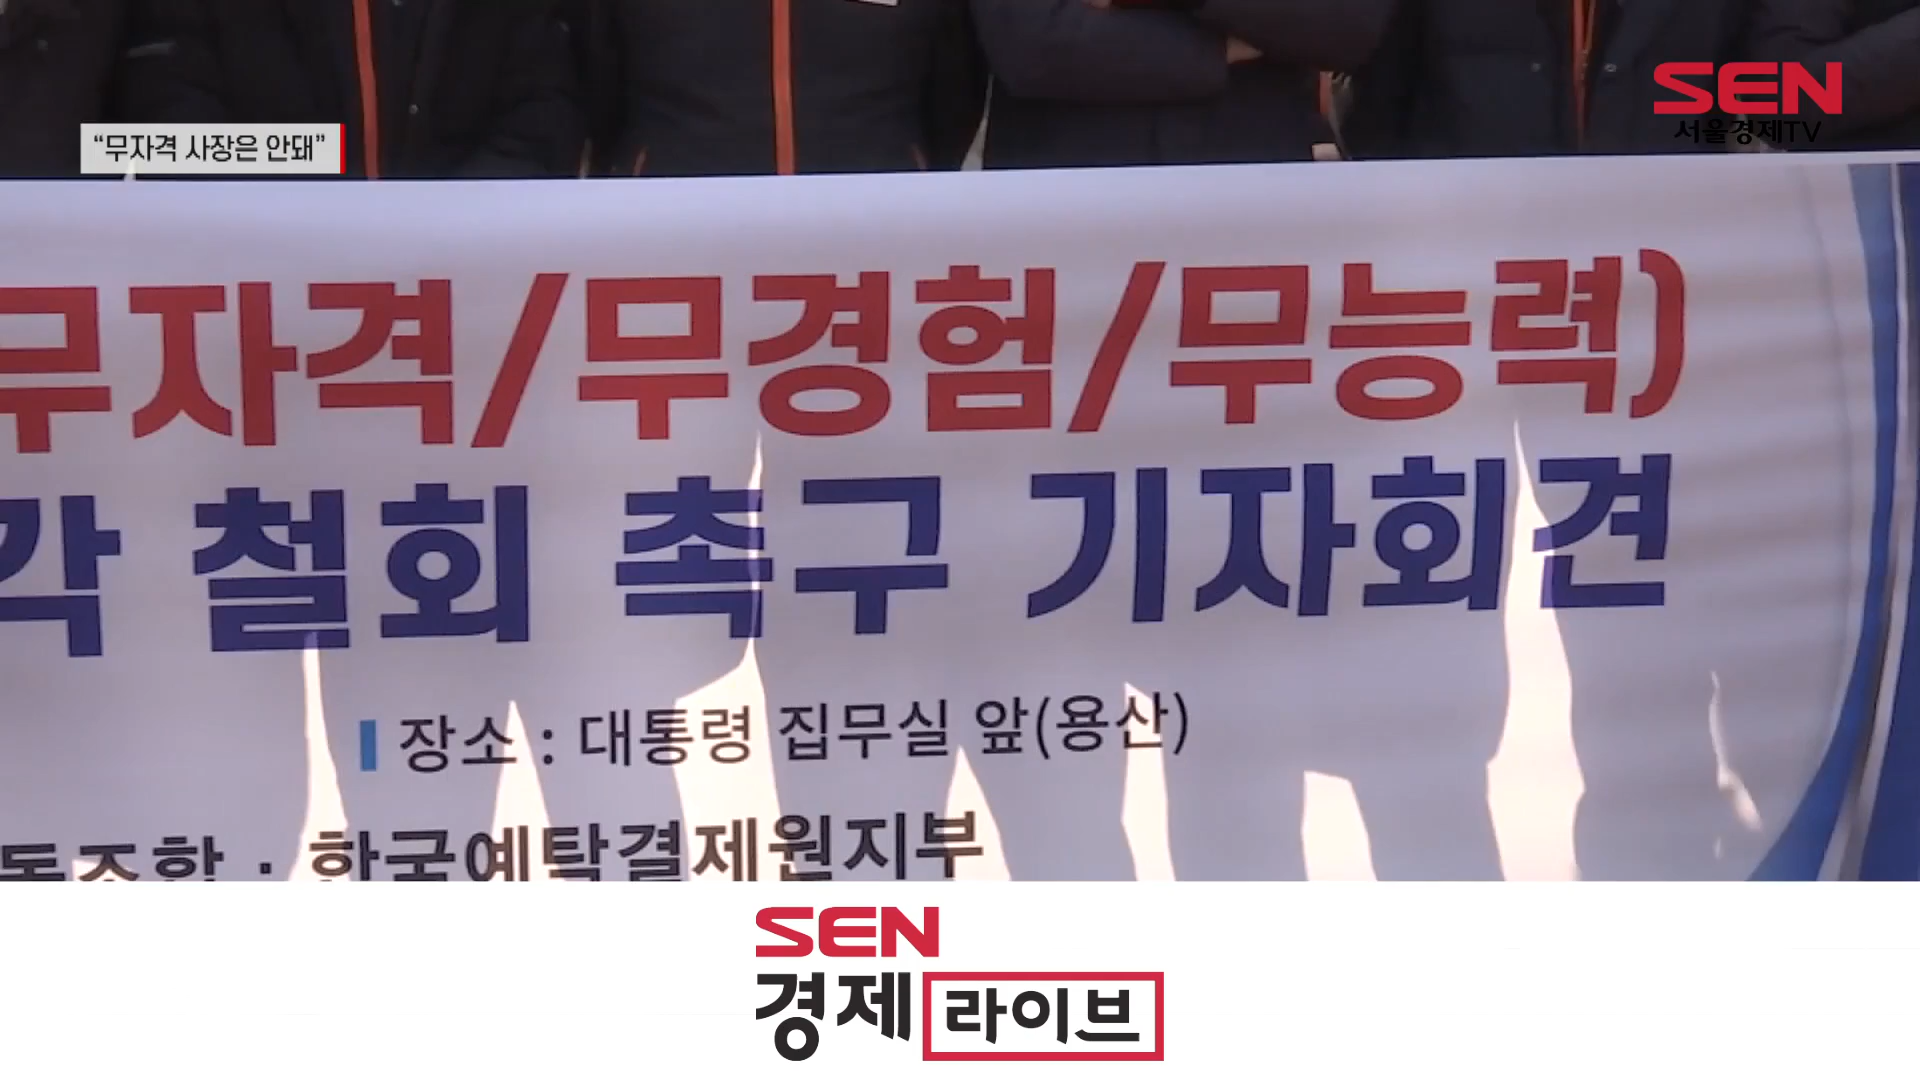 SEN
서울경제TV
“무자격 사장은 안돼”
무자격/무경험/무능력)
각 철회 촉구 기자회견
장소 : 대통령 집무실 앞(용산)
동조합 · 한국예탁결제원지부
SEN
경제 라이브